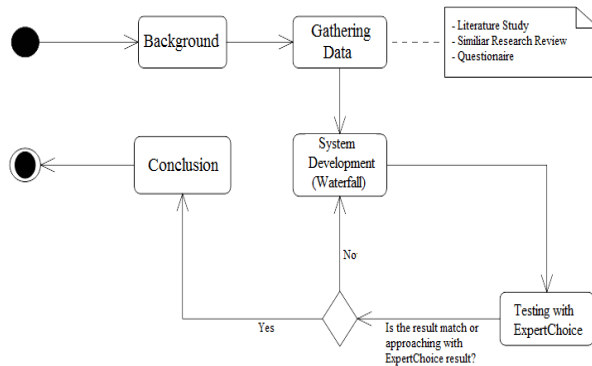 Background
Gathering
Data
- Literature Study
- Similiar Research Review
- Questionaire
System
Development
(Waterfall)
Conclusion
No
Yes
Is the result match or
approaching with
ExpertChoice result?
Testing with
ExpertChoice